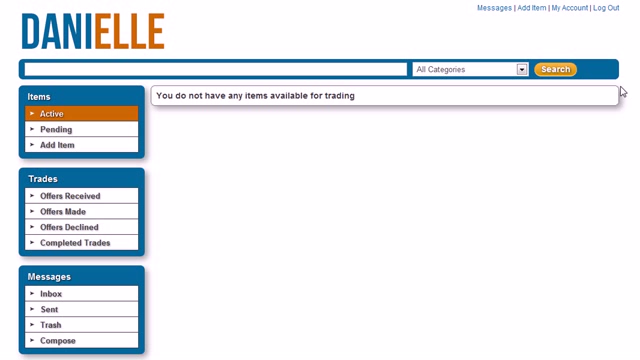 Messages | Add Item | My Account | Log Out
DANIELLE
All Categories Search
Items
Active
Pending
Add Item
You do not have any items available for trading
Trades
Offers Received
Offers Made
Offers Declined
Completed Trades
Messages
Inbox
Sent
Trash
Compose